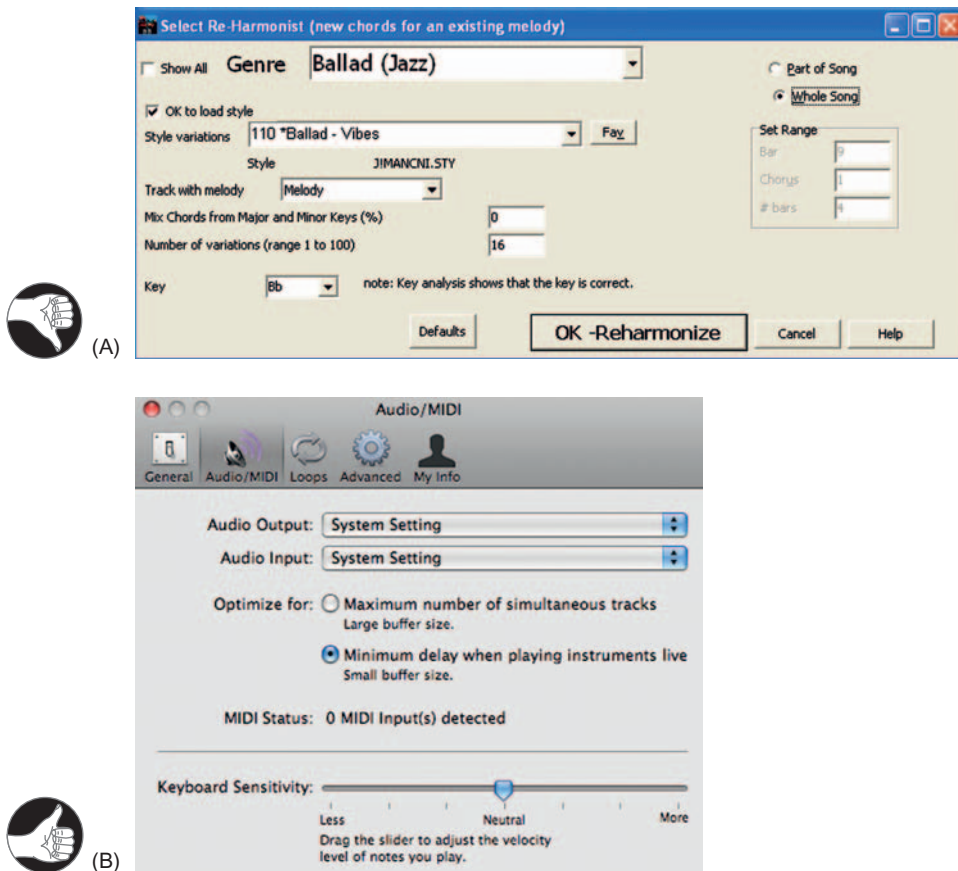 Select Re-Harmonist (new chords for an existing melody)
Show All Genre Ballad (Jazz)
Part of Song
Whole Song
OK to load style
Style variations 110 *Ballad - Vibes Fav
Set Range
Style J!MANCNI.STY
Bar 9
Track with melody Melody
Chorus 1
Mix Chords from Major and Minor Keys (%) 0
# bars 4
Number of variations (range 1 to 100) 16
Key Bb note: Key analysis shows that the key is correct.
Defaults OK -Reharmonize Cancel Help
(A)
Audio/MIDI
General Audio/MIDI Loops Advanced My Info
Audio Output: System Setting
Audio Input: System Setting
Optimize for: Maximum number of simultaneous tracks
Large buffer size.
Minimum delay when playing instruments live
Small buffer size.
MIDI Status: 0 MIDI Input(s) detected
Keyboard Sensitivity:
Less Neutral More
Drag the slider to adjust the velocity
level of notes you play.
(B)